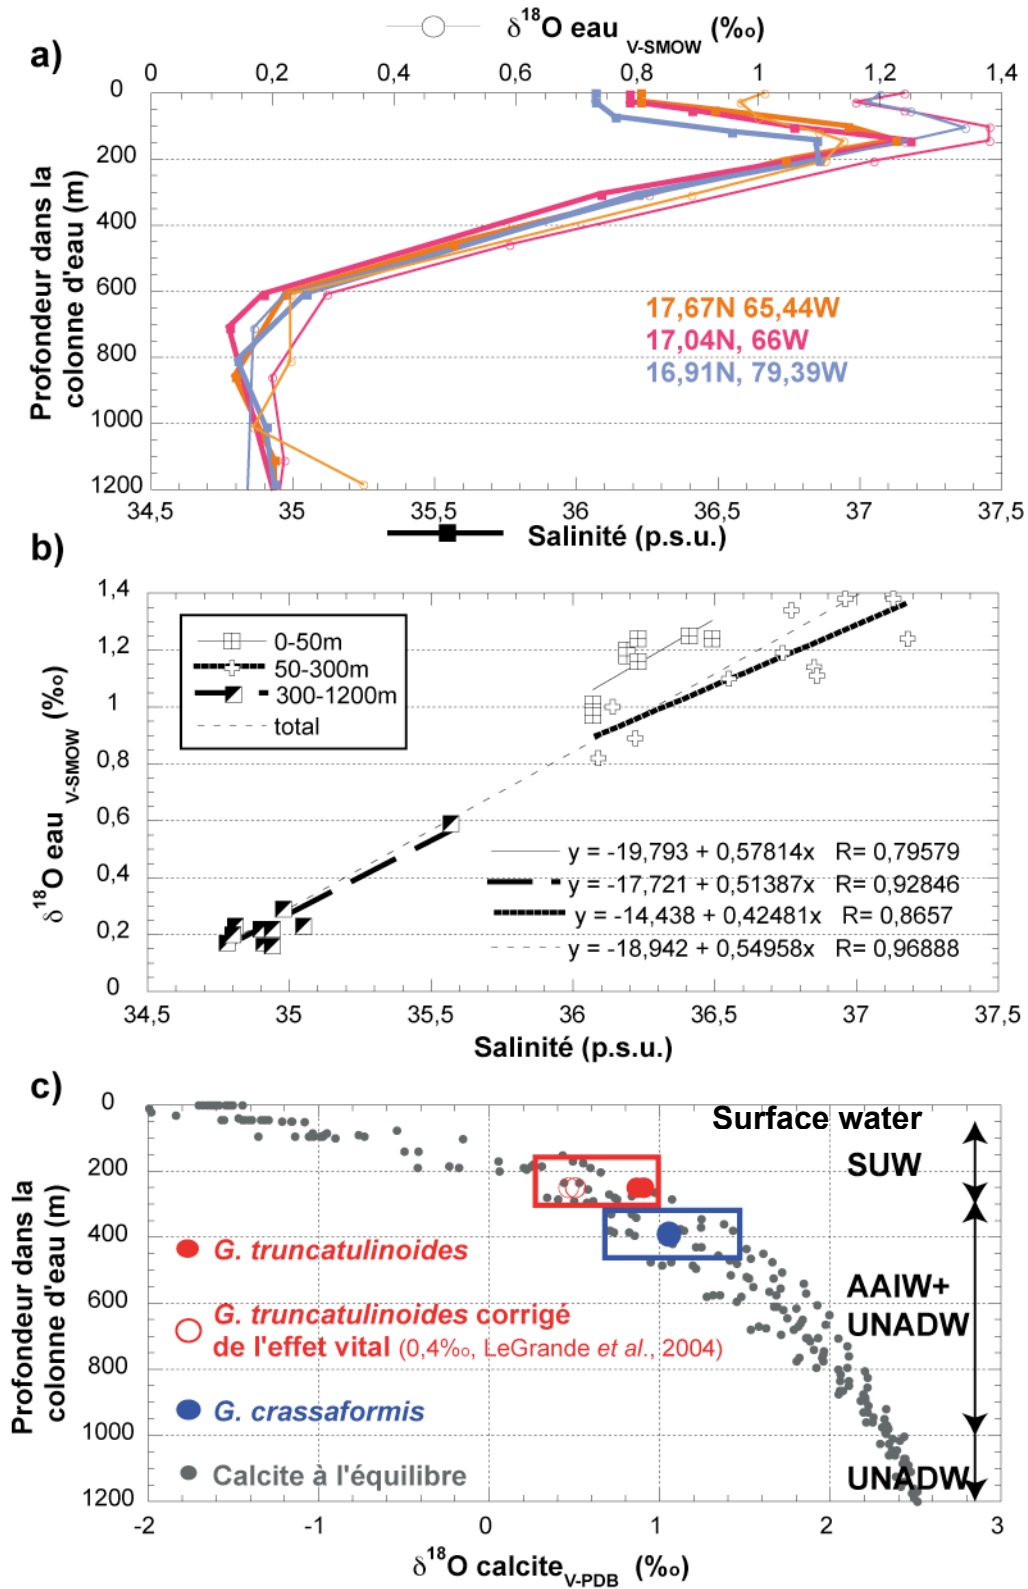 δ18O eau V-SMOW (‰)
a)
0 0,2 0,4 0,6 0,8 1 1,2 1,4
Profondeur dans la
colonne d'eau (m)
0
200
400
600
800
1000
1200
17,67N 65,44W
17,04N, 66W
16,91N, 79,39W
34,5 35 35,5 36 36,5 37 37,5
Salinité (p.s.u.)
b)
δ18O eau V-SMOW (‰)
1,4
1,2
1
0,8
0,6
0,4
0,2
0
0-50m
50-300m
300-1200m
total
y = -19,793 + 0,57814x R= 0,79579
y = -17,721 + 0,51387x R= 0,92846
y = -14,438 + 0,42481x R= 0,8657
y = -18,942 + 0,54958x R= 0,96888
34,5 35 35,5 36 36,5 37 37,5
Salinité (p.s.u.)
c)
Profondeur dans la
colonne d'eau (m)
0
200
400
600
800
1000
1200
Surface water
SUW
AAIW+
UNADW
UNADW
G. truncatulinoides
G. truncatulinoides corrigé
de l'effet vital (0,4‰, LeGrande et al., 2004)
G. crassaformis
Calcite à l'équilibre
-2 -1 0 1 2 3
δ18O calcite V-PDB (‰)